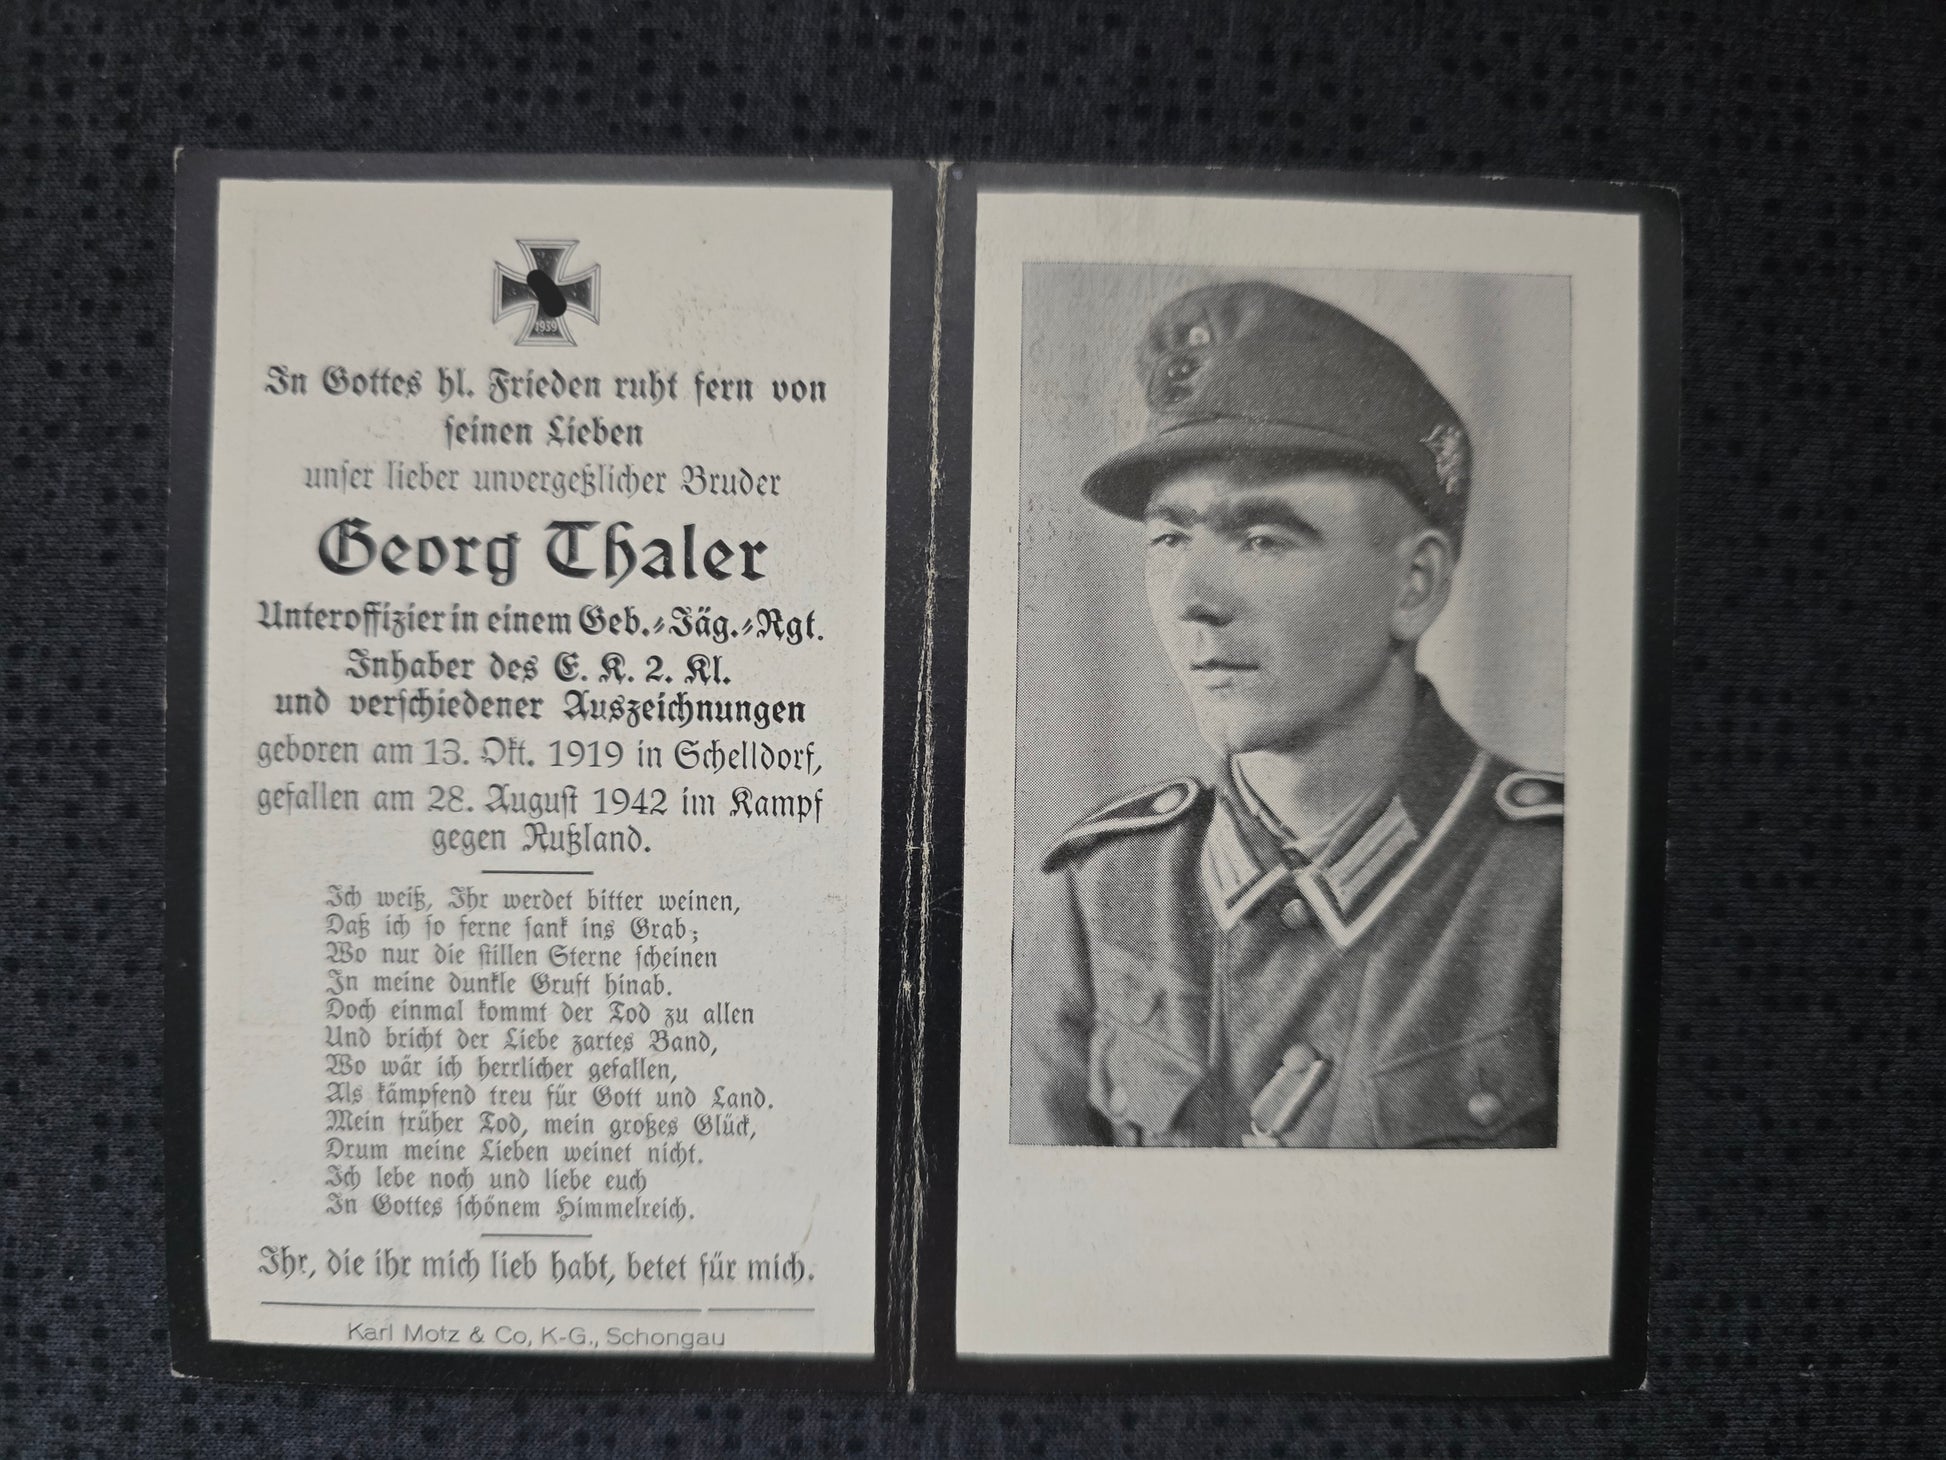 1939
In Gottes hl. Frieden ruht fern von
seinen Lieben
unser lieber unvergeßlicher Bruder
Georg Thaler
Unteroffizier in einem Geb.-Jäg.-Rgt.
Inhaber des E. K. 2. Kl.
und verschiedener Auszeichnungen
geboren am 13. Okt. 1919 in Schelldorf,
gefallen am 28. August 1942 im Kampf
gegen Rußland.
Ich weiß, Ihr werdet bitter weinen,
Daß ich so ferne sank ins Grab;
Wo nur die stillen Sterne scheinen
In meine dunkle Gruft hinab.
Doch einmal kommt der Tod zu allen
Und bricht der Liebe zartes Band,
Wo wär ich herrlicher gefallen,
Als kämpfend treu für Gott und Land.
Mein früher Tod, mein großes Glück,
Drum meine Lieben weinet nicht.
Ich lebe noch und liebe euch
In Gottes schönem Himmelreich.
Ihr, die ihr mich lieb habt, betet für mich.
Karl Motz & Co, K-G., Schongau